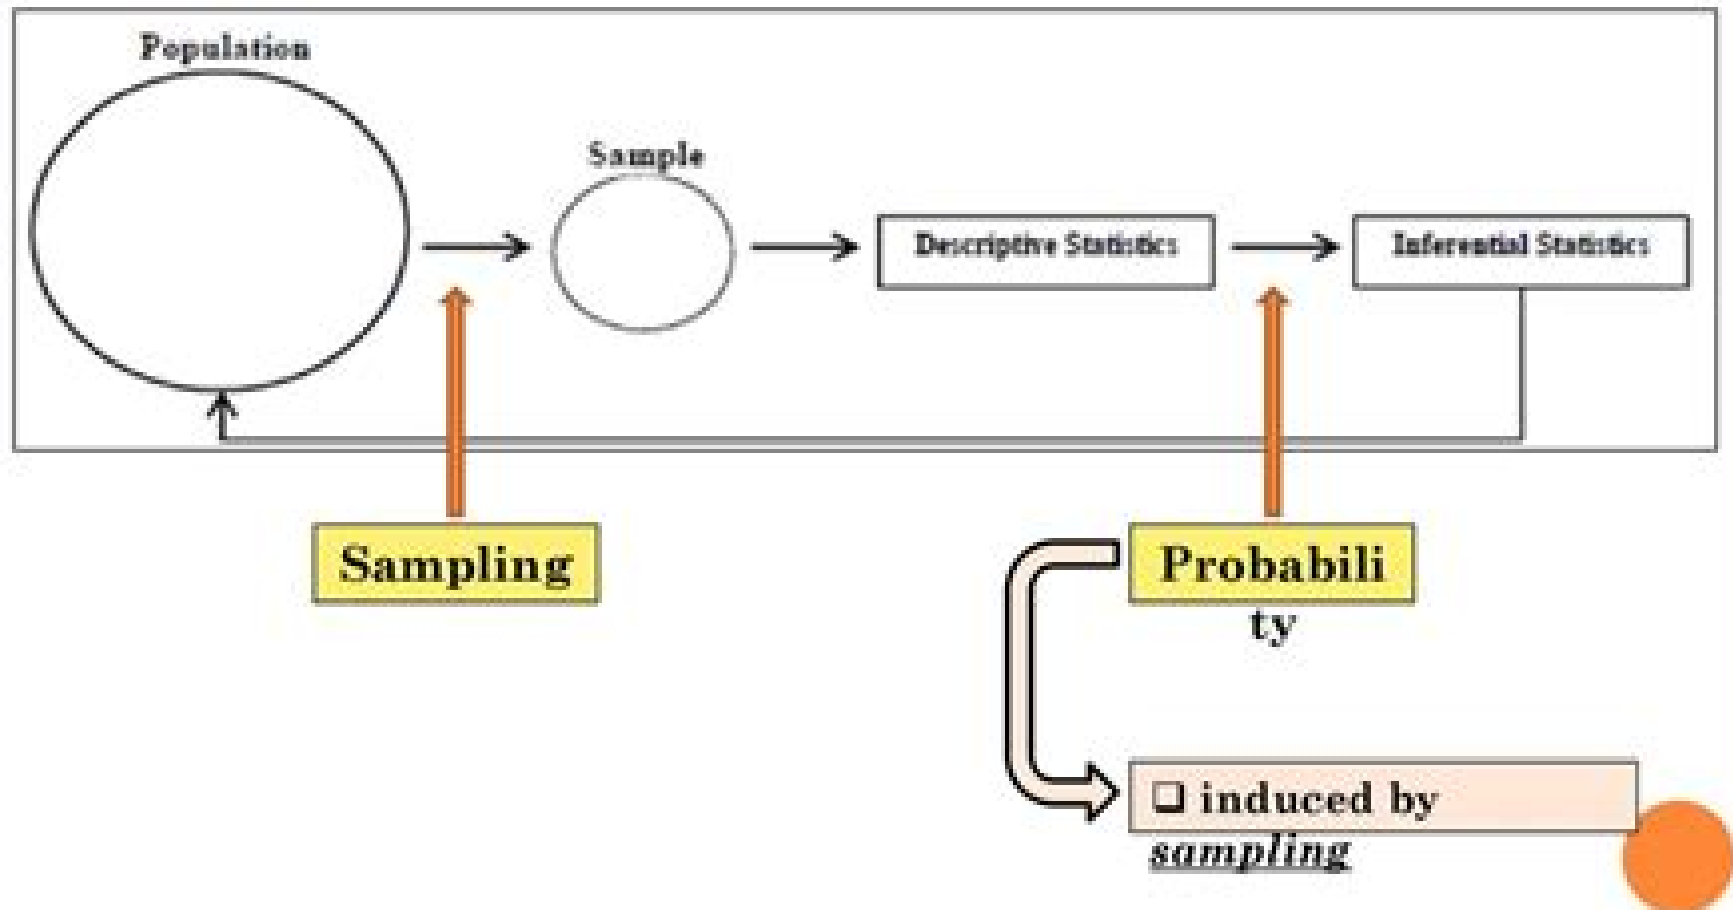 Population
Sample
Descriptive Statistics
Inferential Statistics
Sampling
Probabili
ty
❑ induced by
sampling